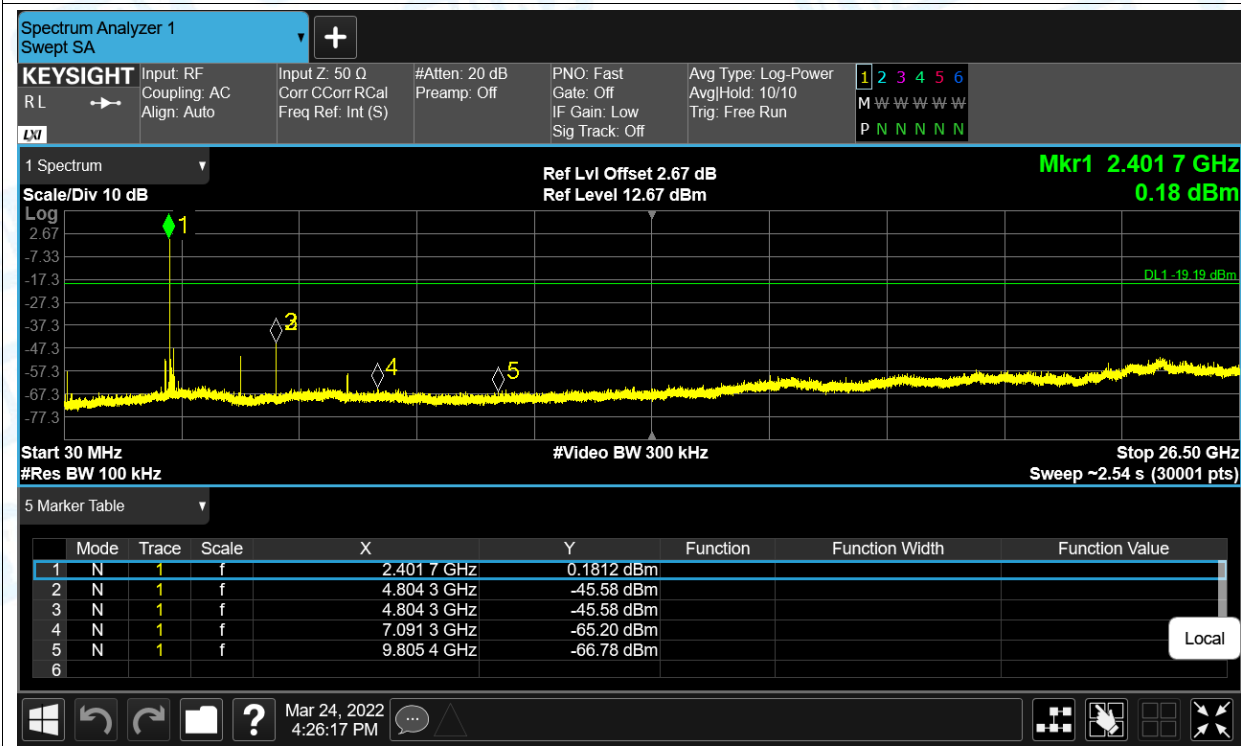 Spectrum Analyzer 1
Swept SA
+
KEYSIGHT
R L
LXI
Input: RF
Coupling: AC
Align: Auto
Input Z: 50 Ω
Corr CCorr RCal
Freq Ref: Int (S)
#Atten: 20 dB
Preamp: Off
PNO: Fast
Gate: Off
IF Gain: Low
Sig Track: Off
Avg Type: Log-Power
Avg|Hold: 10/10
Trig: Free Run
1 2 3 4 5 6
M W W W W W
P N N N N N
1 Spectrum
Scale/Div 10 dB
Ref Lvl Offset 2.67 dB
Ref Level 12.67 dBm
Mkr1 2.401 7 GHz
0.18 dBm
Log
2.67
-7.33
-17.3
-27.3
-37.3
-47.3
-57.3
-67.3
-77.3
1
2
3
4
5
DL1 -19.19 dBm
Start 30 MHz
#Res BW 100 kHz
#Video BW 300 kHz
Stop 26.50 GHz
Sweep ~2.54 s (30001 pts)
5 Marker Table
Mode Trace Scale X Y Function Function Width Function Value
1 N 1 f 2.401 7 GHz 0.1812 dBm
2 N 1 f 4.804 3 GHz -45.58 dBm
3 N 1 f 4.804 3 GHz -45.58 dBm
4 N 1 f 7.091 3 GHz -65.20 dBm
5 N 1 f 9.805 4 GHz -66.78 dBm
6
Local
?
Mar 24, 2022
4:26:17 PM